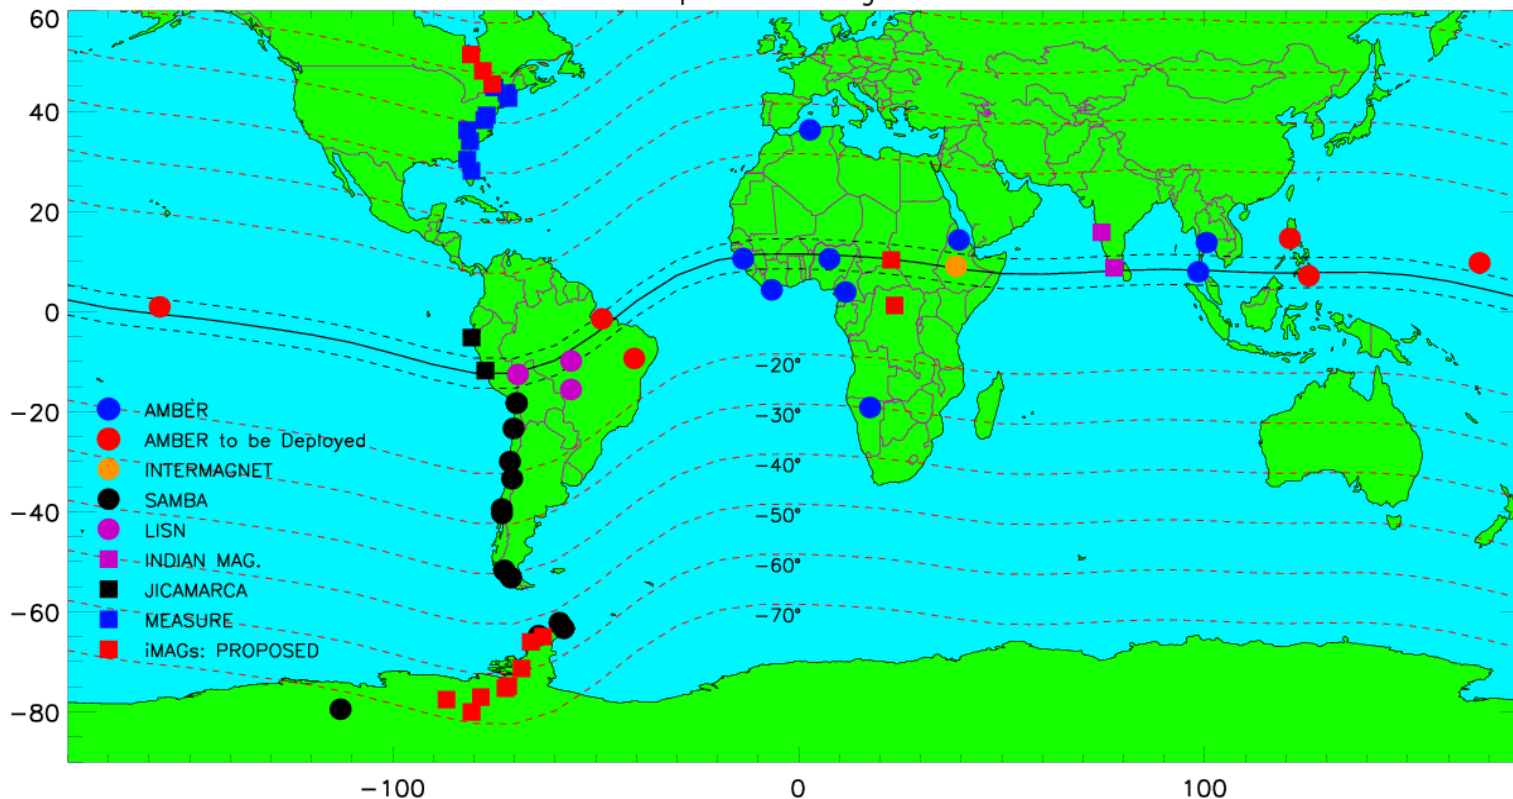 60
40
20
0
−20
−40
−60
−80
−20°
−30°
−40°
−50°
−60°
−70°
AMBER
AMBER to be Deployed
INTERMAGNET
SAMBA
LISN
INDIAN MAG.
JICAMARCA
MEASURE
iMAGs: PROPOSED
−100
0
100